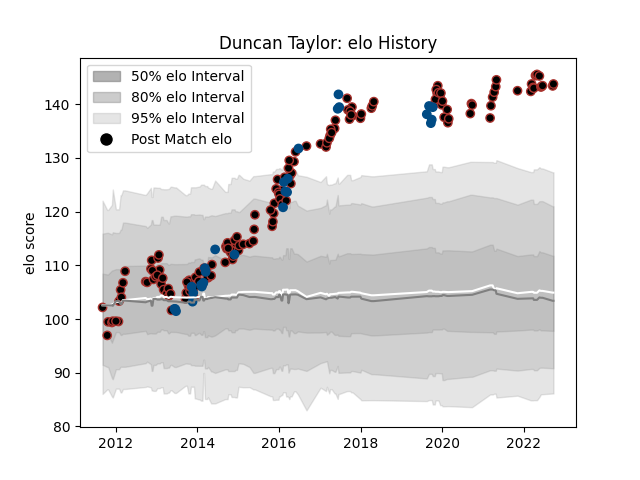 Duncan Taylor: elo History
50% elo Interval
80% elo Interval
95% elo Interval
Post Match elo
elo score
140
130
120
110
100
90
80
2012
2014
2016
2018
2020
2022